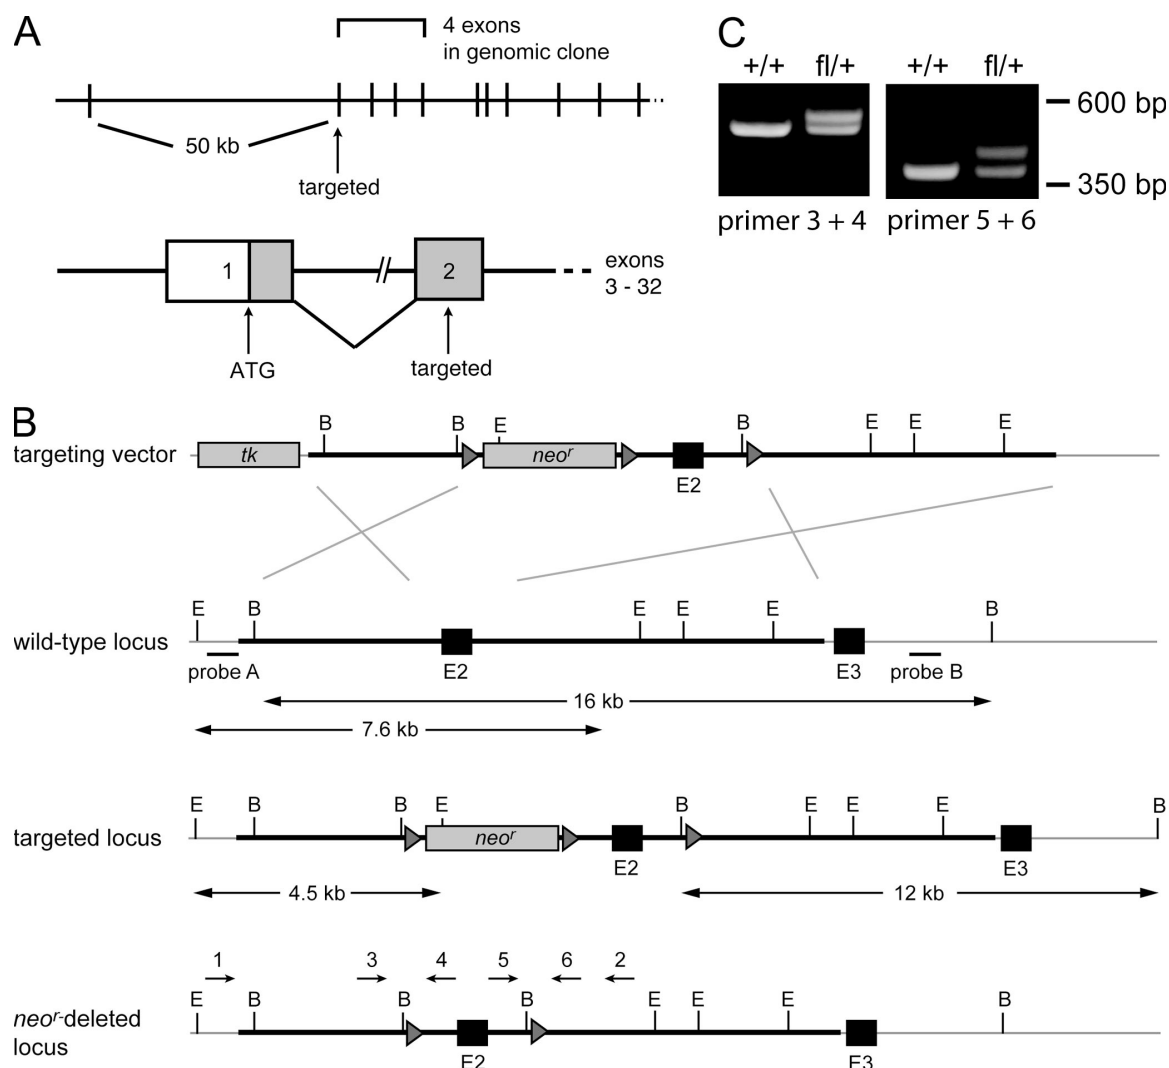 A
4 exons
in genomic clone
50 kb
targeted
1
2
exons
3 - 32
ATG
targeted
C
+/+ fl/+ +/+ fl/+
600 bp
350 bp
primer 3 + 4 primer 5 + 6
B
B B E B E E E
targeting vector
tk neoʳ
E2
E B E E E B
wild-type locus
probe A E2 E3 probe B
16 kb
7.6 kb
E B B E B E E E B
targeted locus
neoʳ
E2 E3
4.5 kb 12 kb
1 3 4 5 6 2
E B B B E E E B
neoʳ-deleted
locus
E2 E3